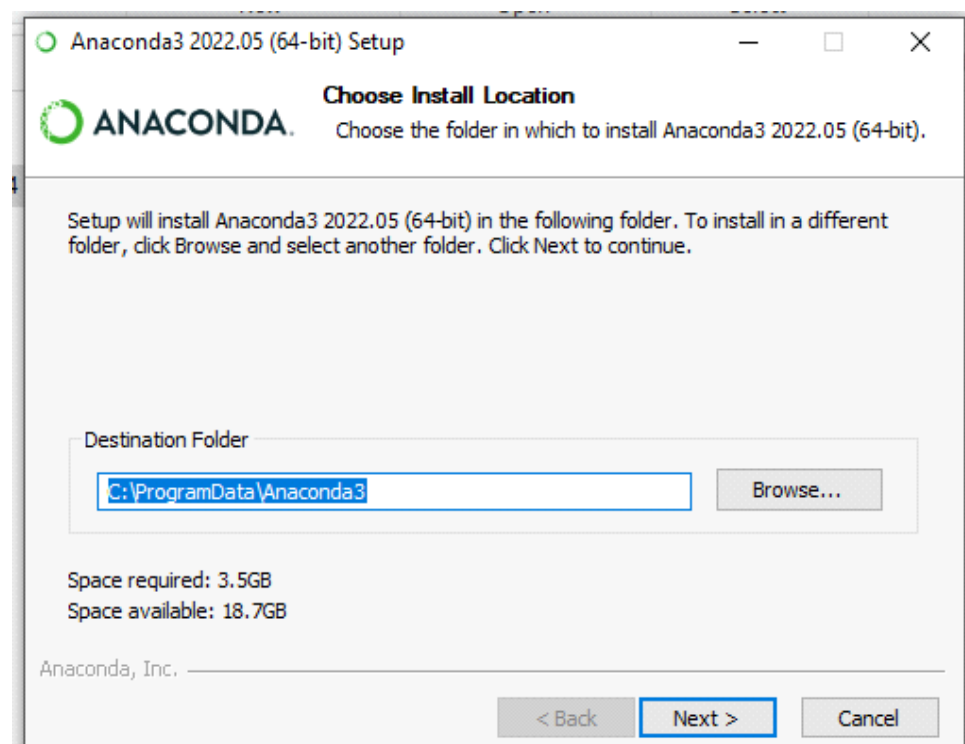 Anaconda3 2022.05 (64-bit) Setup
ANACONDA.
Choose Install Location
Choose the folder in which to install Anaconda3 2022.05 (64-bit).
Setup will install Anaconda3 2022.05 (64-bit) in the following folder. To install in a different
folder, click Browse and select another folder. Click Next to continue.
Destination Folder
C:\ProgramData\Anaconda3
Browse...
Space required: 3.5GB
Space available: 18.7GB
Anaconda, Inc.
< Back
Next >
Cancel